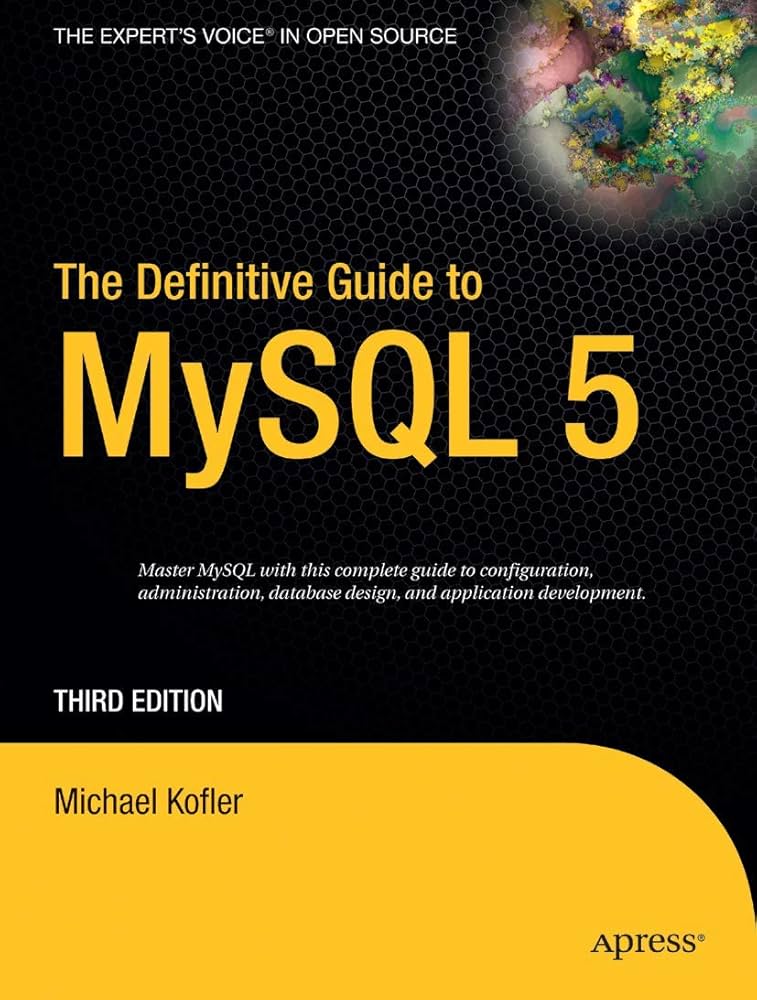 THE EXPERT'S VOICE® IN OPEN SOURCE
The Definitive Guide to
MySQL 5
Master MySQL with this complete guide to configuration,
administration, database design, and application development.
THIRD EDITION
Michael Kofler
Apress®